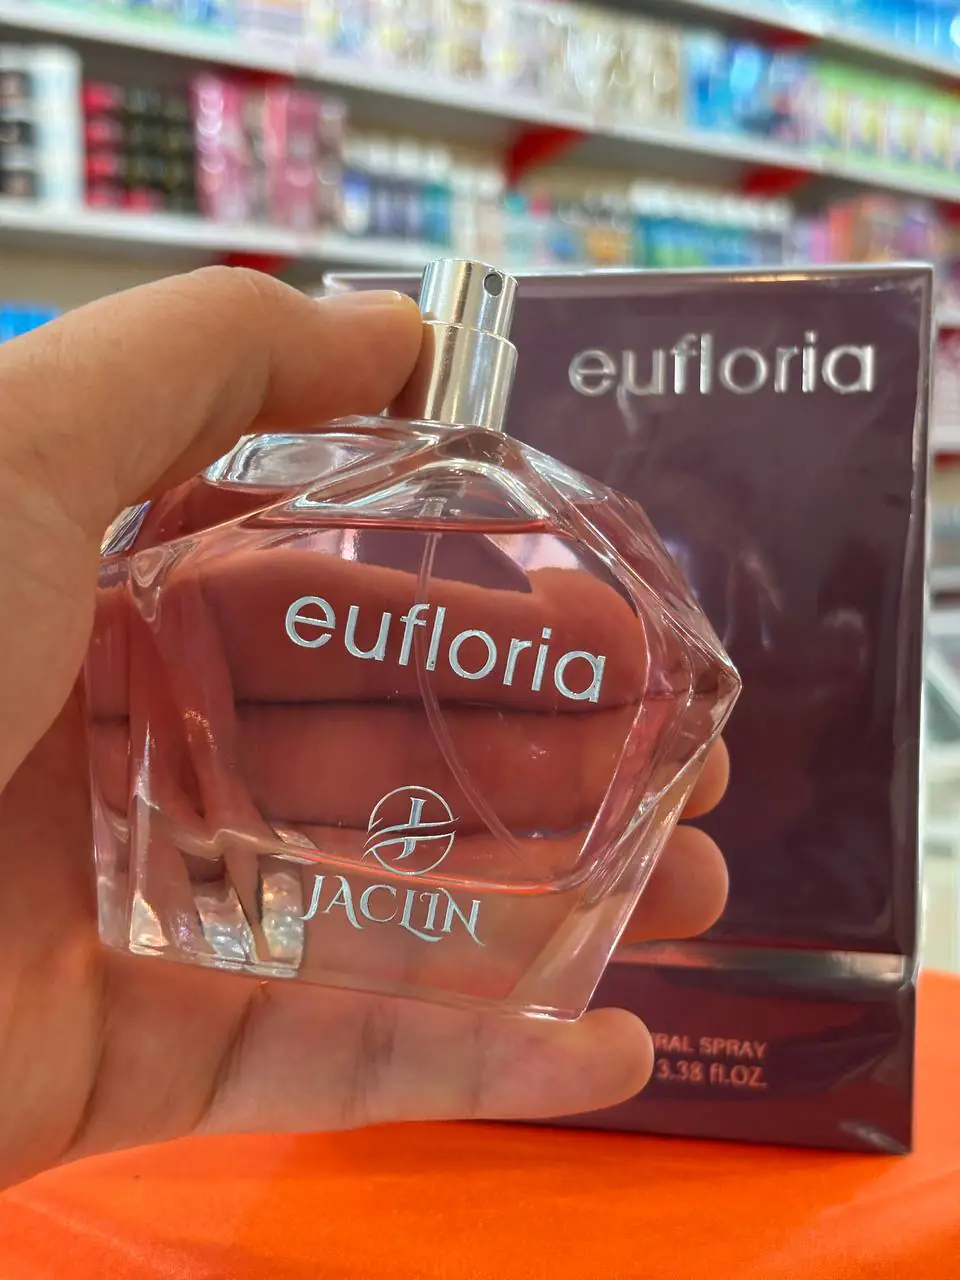 eufloria
eufloria
J
JACLIN
RAL SPRAY
3.38 fl.OZ.